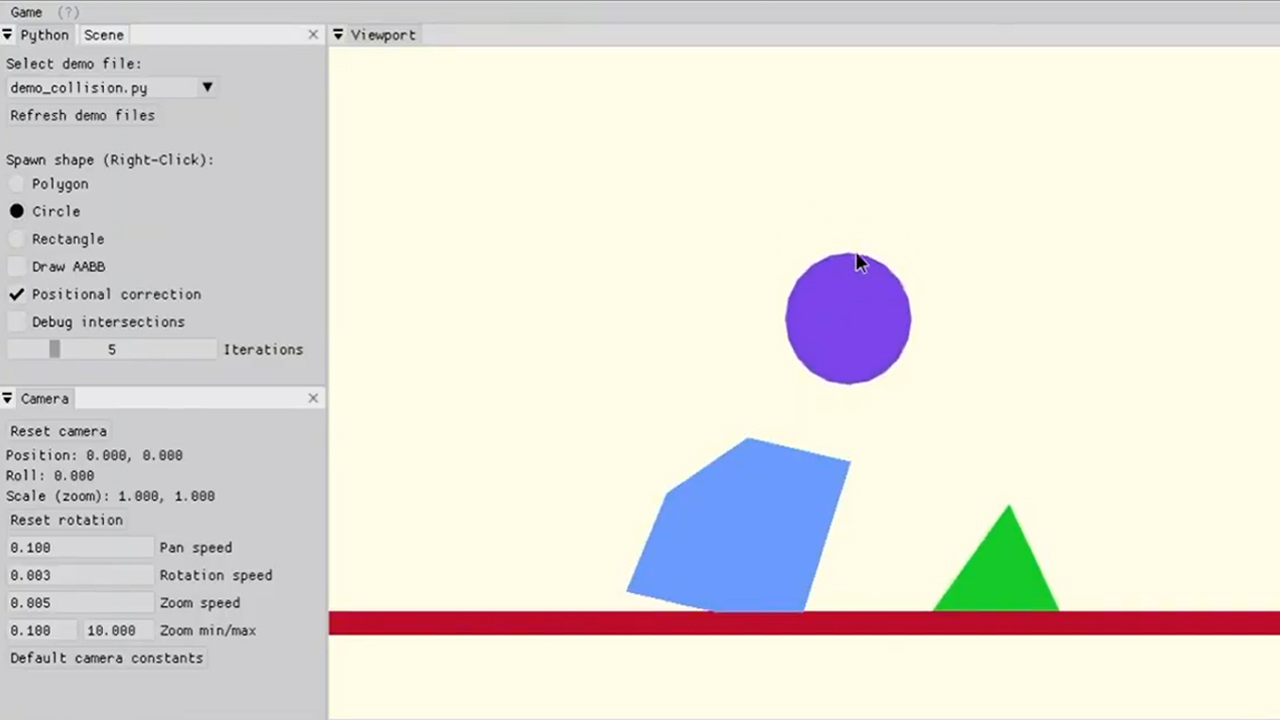 Game (?)
Python Scene
Viewport
Select demo file:
demo_collision.py
Refresh demo files
Spawn shape (Right-Click):
Polygon
Circle
Rectangle
Draw AABB
Positional correction
Debug intersections
5 Iterations
Camera
Reset camera
Position: 0.000, 0.000
Roll: 0.000
Scale (zoom): 1.000, 1.000
Reset rotation
0.100 Pan speed
0.003 Rotation speed
0.005 Zoom speed
0.100 10.000 Zoom min/max
Default camera constants